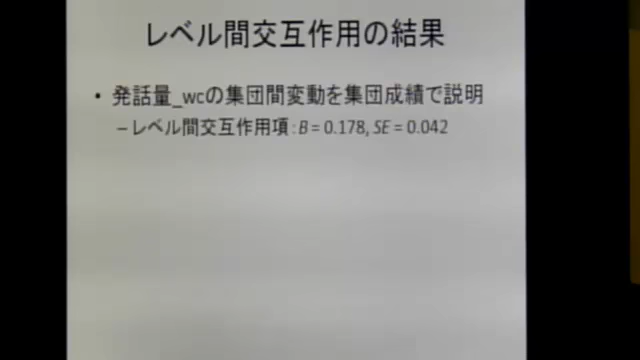 レベル間交互作用の結果
• 発話量_wcの集団間変動を集団成績で説明
–レベル間交互作用項:B = 0.178, SE = 0.042